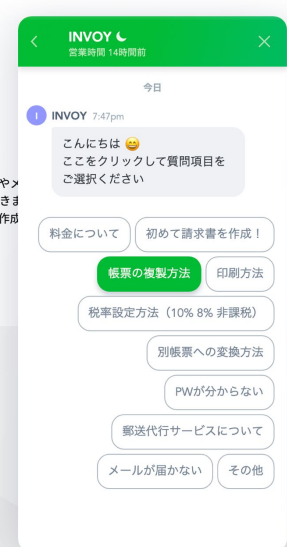 INVOY
営業時間 14時間前
今日
I INVOY 7:47pm
こんにちは 😄
ここをクリックして質問項目を
ご選択ください
料金について 初めて請求書を作成！
帳票の複製方法 印刷方法
税率設定方法（10% 8% 非課税）
別帳票への変換方法
PWが分からない
郵送代行サービスについて
メールが届かない その他
やメ
きま
作成